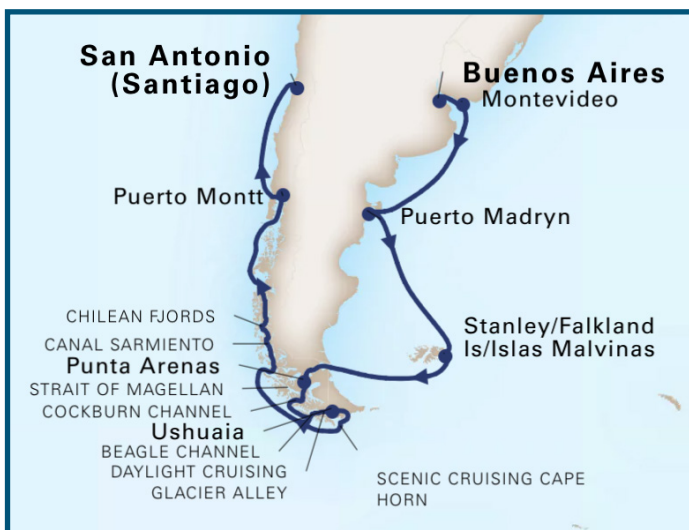 San Antonio
(Santiago)
Buenos Aires
Montevideo
Puerto Montt
Puerto Madryn
Stanley/Falkland
Is/Islas Malvinas
CHILEAN FJORDS
CANAL SARMIENTO
Punta Arenas
STRAIT OF MAGELLAN
COCKBURN CHANNEL
Ushuaia
BEAGLE CHANNEL
DAYLIGHT CRUISING
GLACIER ALLEY
SCENIC CRUISING CAPE
HORN